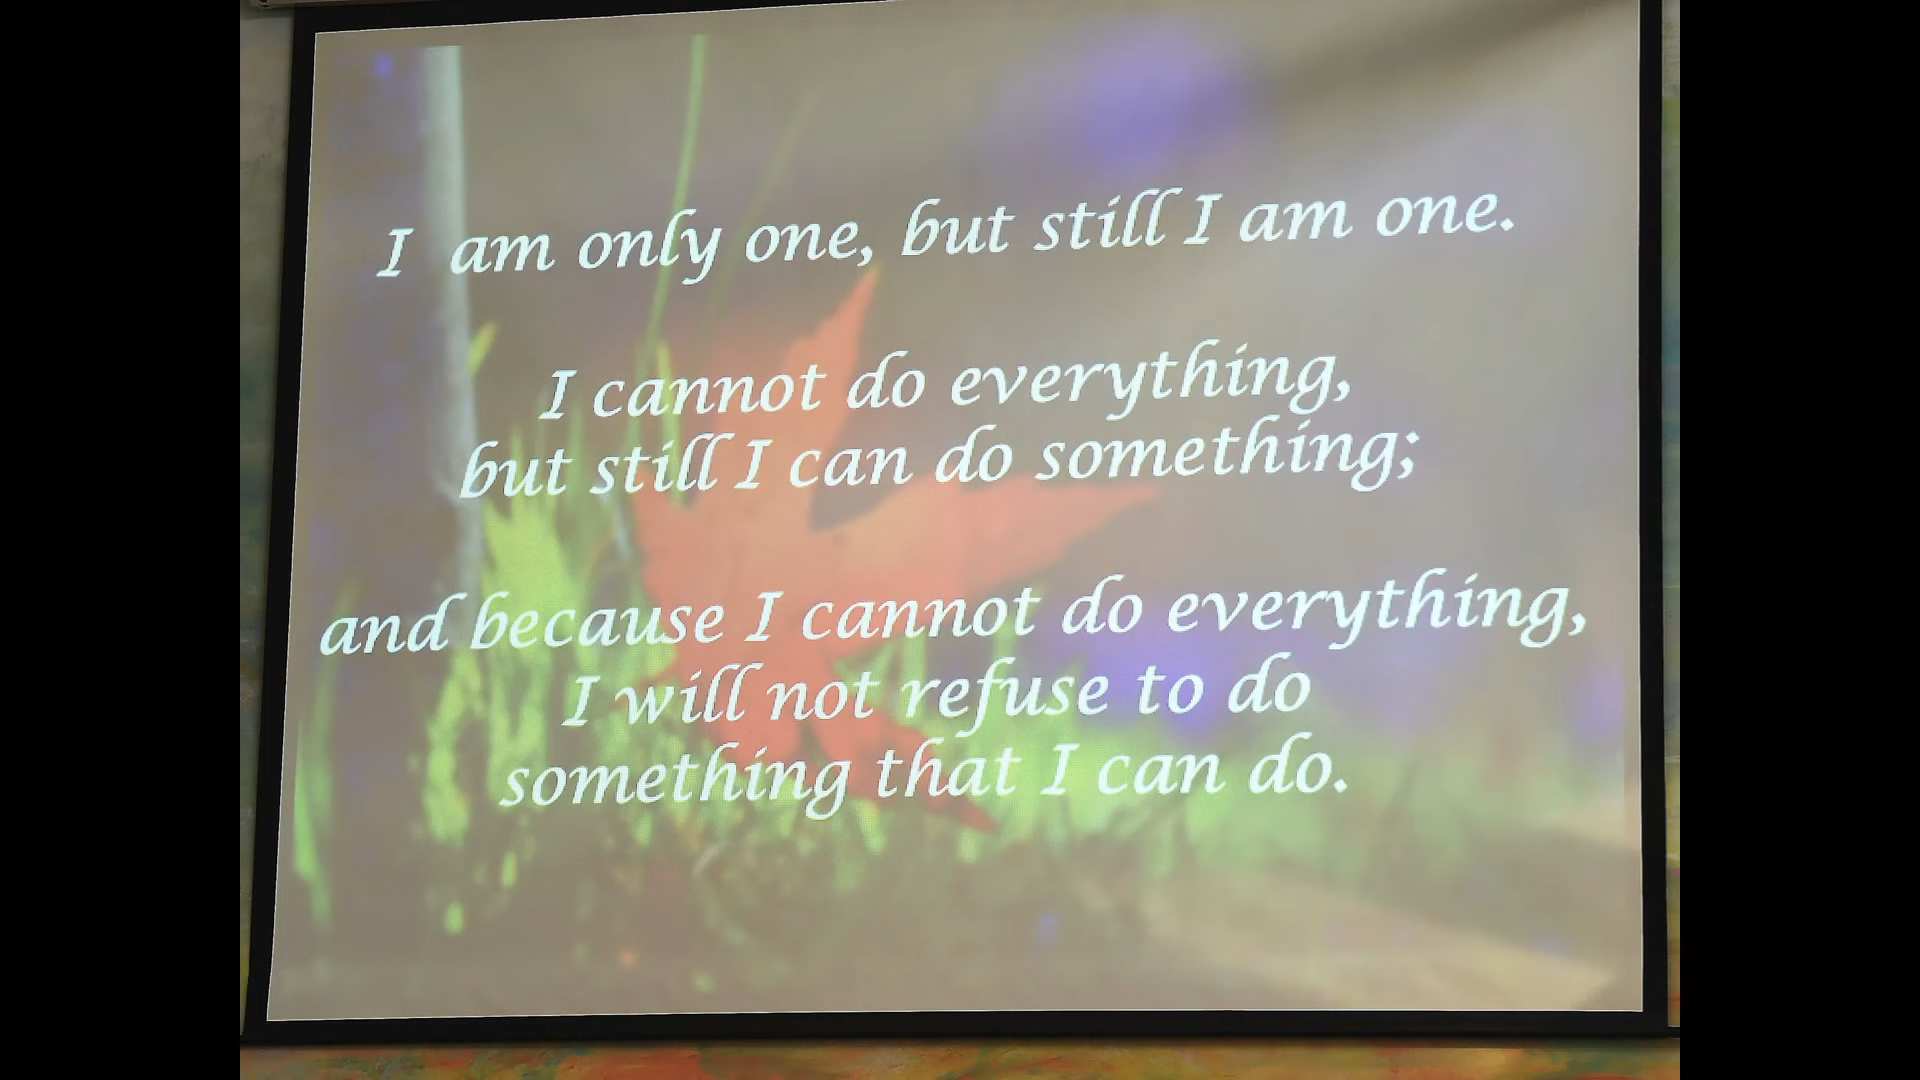 I am only one, but still I am one.
I cannot do everything,
but still I can do something;
and because I cannot do everything,
I will not refuse to do
something that I can do.